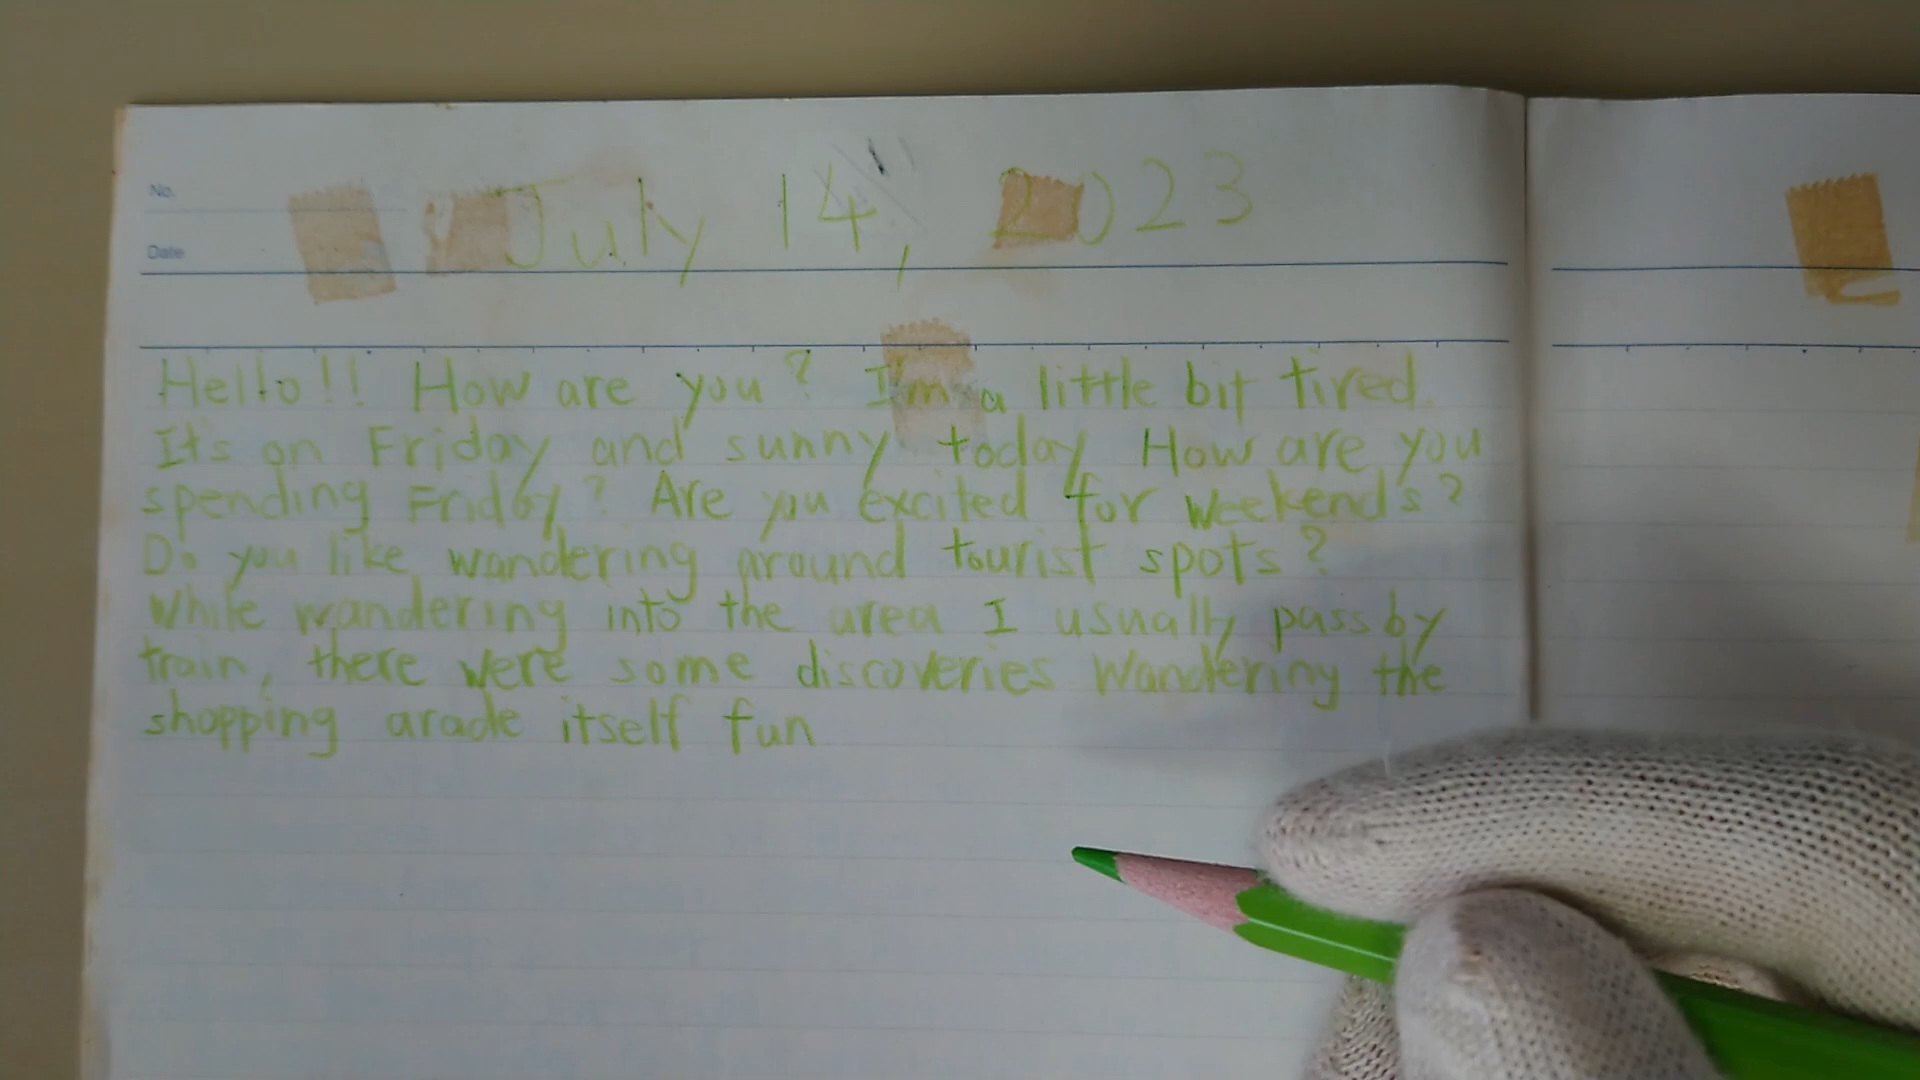 No.
July 14, 2023
Date
Hello!! How are you? I'm a little bit tired.
It's on Friday and sunny today. How are you
spending Friday? Are you excited for weekends?
Do you like wandering around tourist spots?
While wandering into the area I usually pass by
train, there were some discoveries Wandering the
shopping arade itself fun